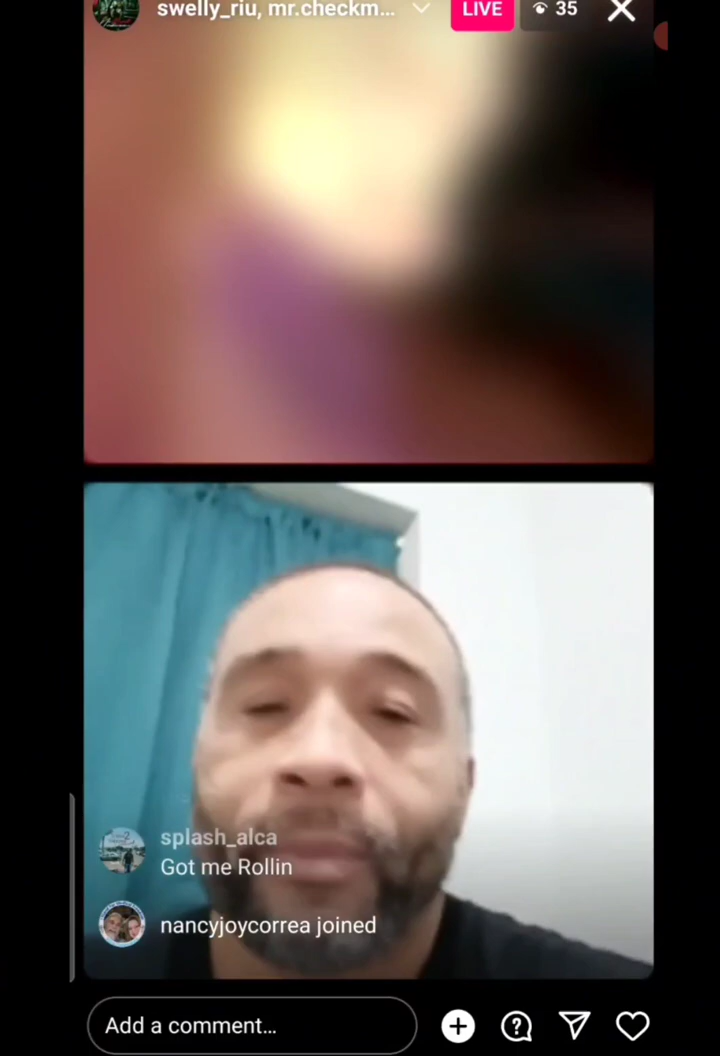 swelly_riu, mr.checkm...
LIVE
35
splash_alca
Got me Rollin
nancyjoycorrea joined
Add a comment...